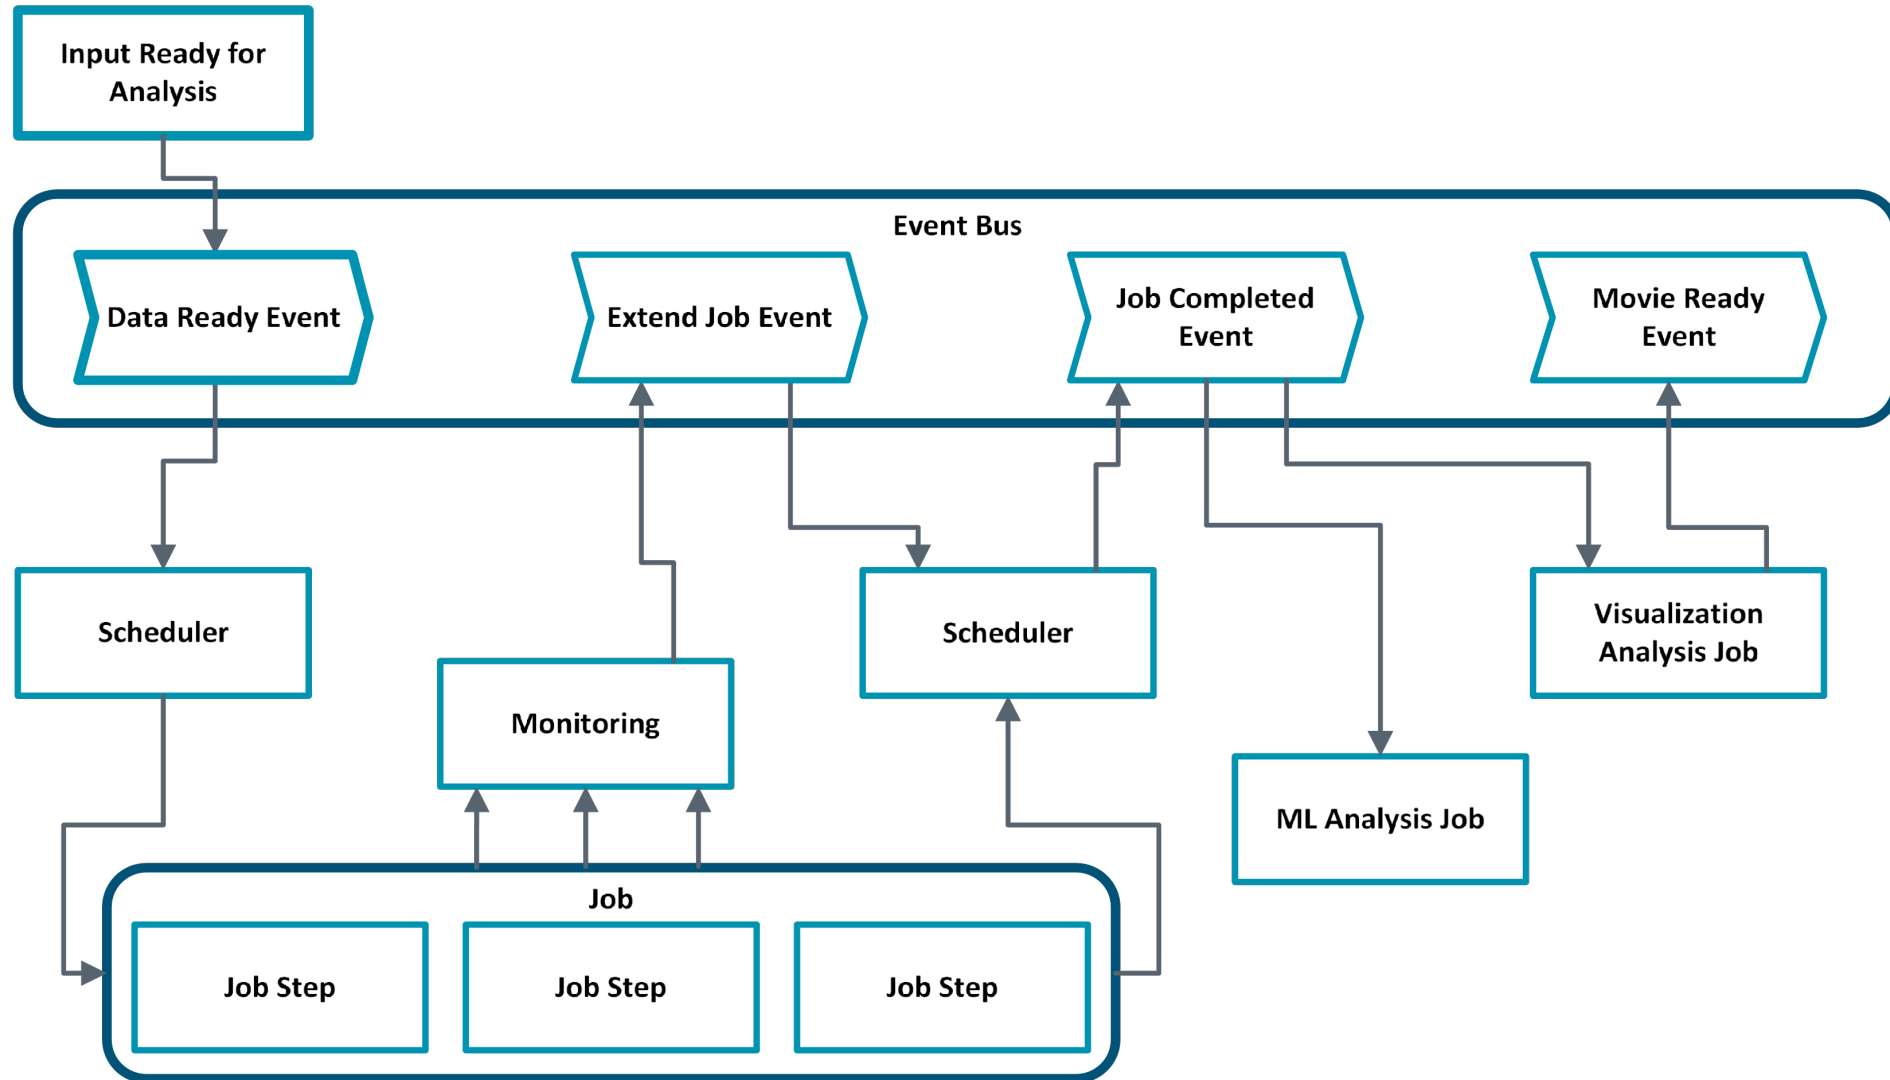 Input Ready for
Analysis
Event Bus
Data Ready Event
Extend Job Event
Job Completed
Event
Movie Ready
Event
Scheduler
Monitoring
Scheduler
Visualization
Analysis Job
ML Analysis Job
Job
Job Step
Job Step
Job Step